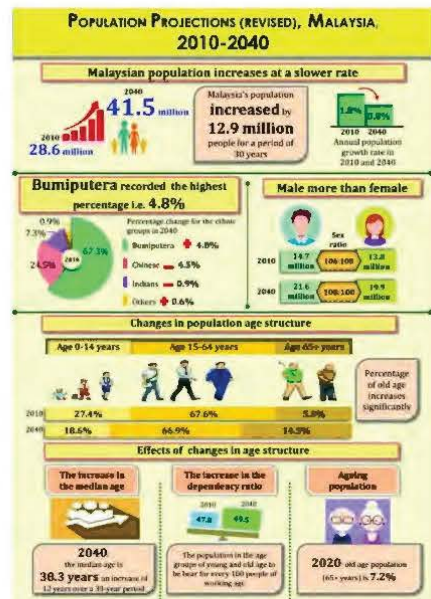 POPULATION PROJECTIONS (REVISED), MALAYSIA,
2010-2040
Malaysian population increases at a slower rate
2040
41.5 million
2010
28.6 million
Malaysia's population
increased by
12.9 million
people for a period of
30 years
1.8%
0.8%
2010 2040
Annual population
growth rate in
2010 and 2040
Bumiputera recorded the highest
percentage i.e. 4.8%
0.9%
7.3%
24.5%
67.3%
2010
Percentage change for the ethnic
groups in 2040
Bumiputera + 4.8%
Chinese - 4.5%
Indians - 0.9%
Others + 0.6%
Male more than female
Sex
ratio
2010 14.7 million 106:100 13.8 million
2040 21.6 million 108:100 19.9 million
Changes in population age structure
Age 0-14 years Age 15-64 years Age 65+ years
Percentage
of old age
increases
significantly
2010 27.4% 67.6% 5.0%
2040 18.6% 66.9% 14.5%
Effects of changes in age structure
The increase in
the median age
2040
the median age is
38.3 years an increase of
12 years over a 30-year period
The increase in the
dependency ratio
2010 2040
47.8 49.5
The population in the age
groups of young and old age to
be bear for every 100 people of
working age
Ageing
population
2020 old age population
(65+ years) is 7.2%